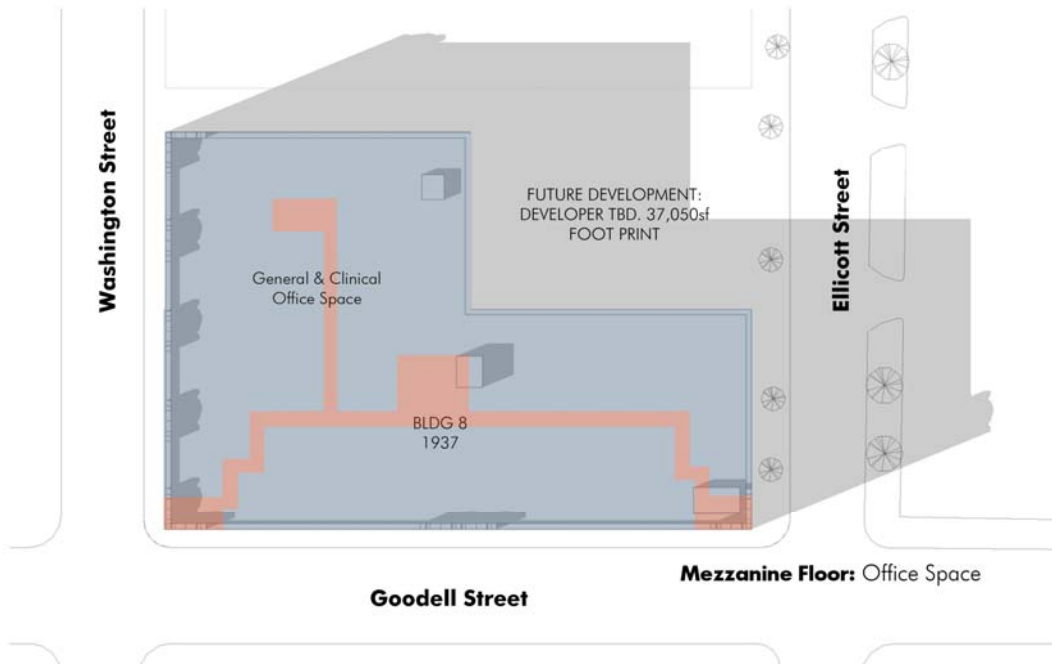 Washington Street
FUTURE DEVELOPMENT:
DEVELOPER TBD. 37,050sf
FOOT PRINT
Ellicott Street
General & Clinical
Office Space
BLDG 8
1937
Mezzanine Floor: Office Space
Goodell Street